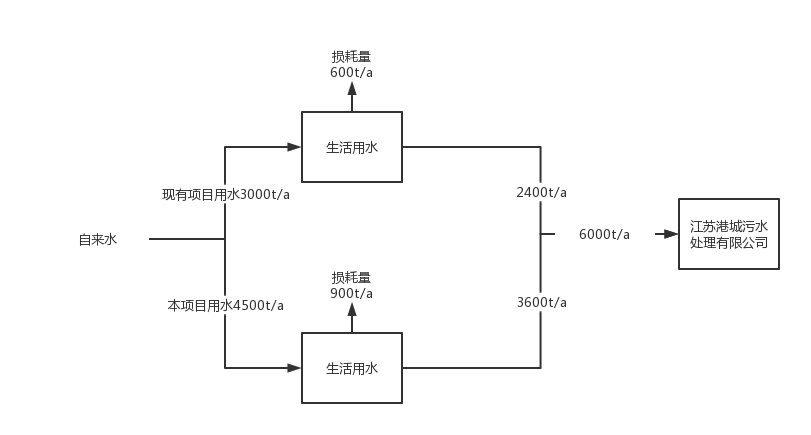 损耗量
600t/a
生活用水
现有项目用水3000t/a
2400t/a
江苏港城污水
处理有限公司
6000t/a
自来水
损耗量
900t/a
本项目用水4500t/a
3600t/a
生活用水